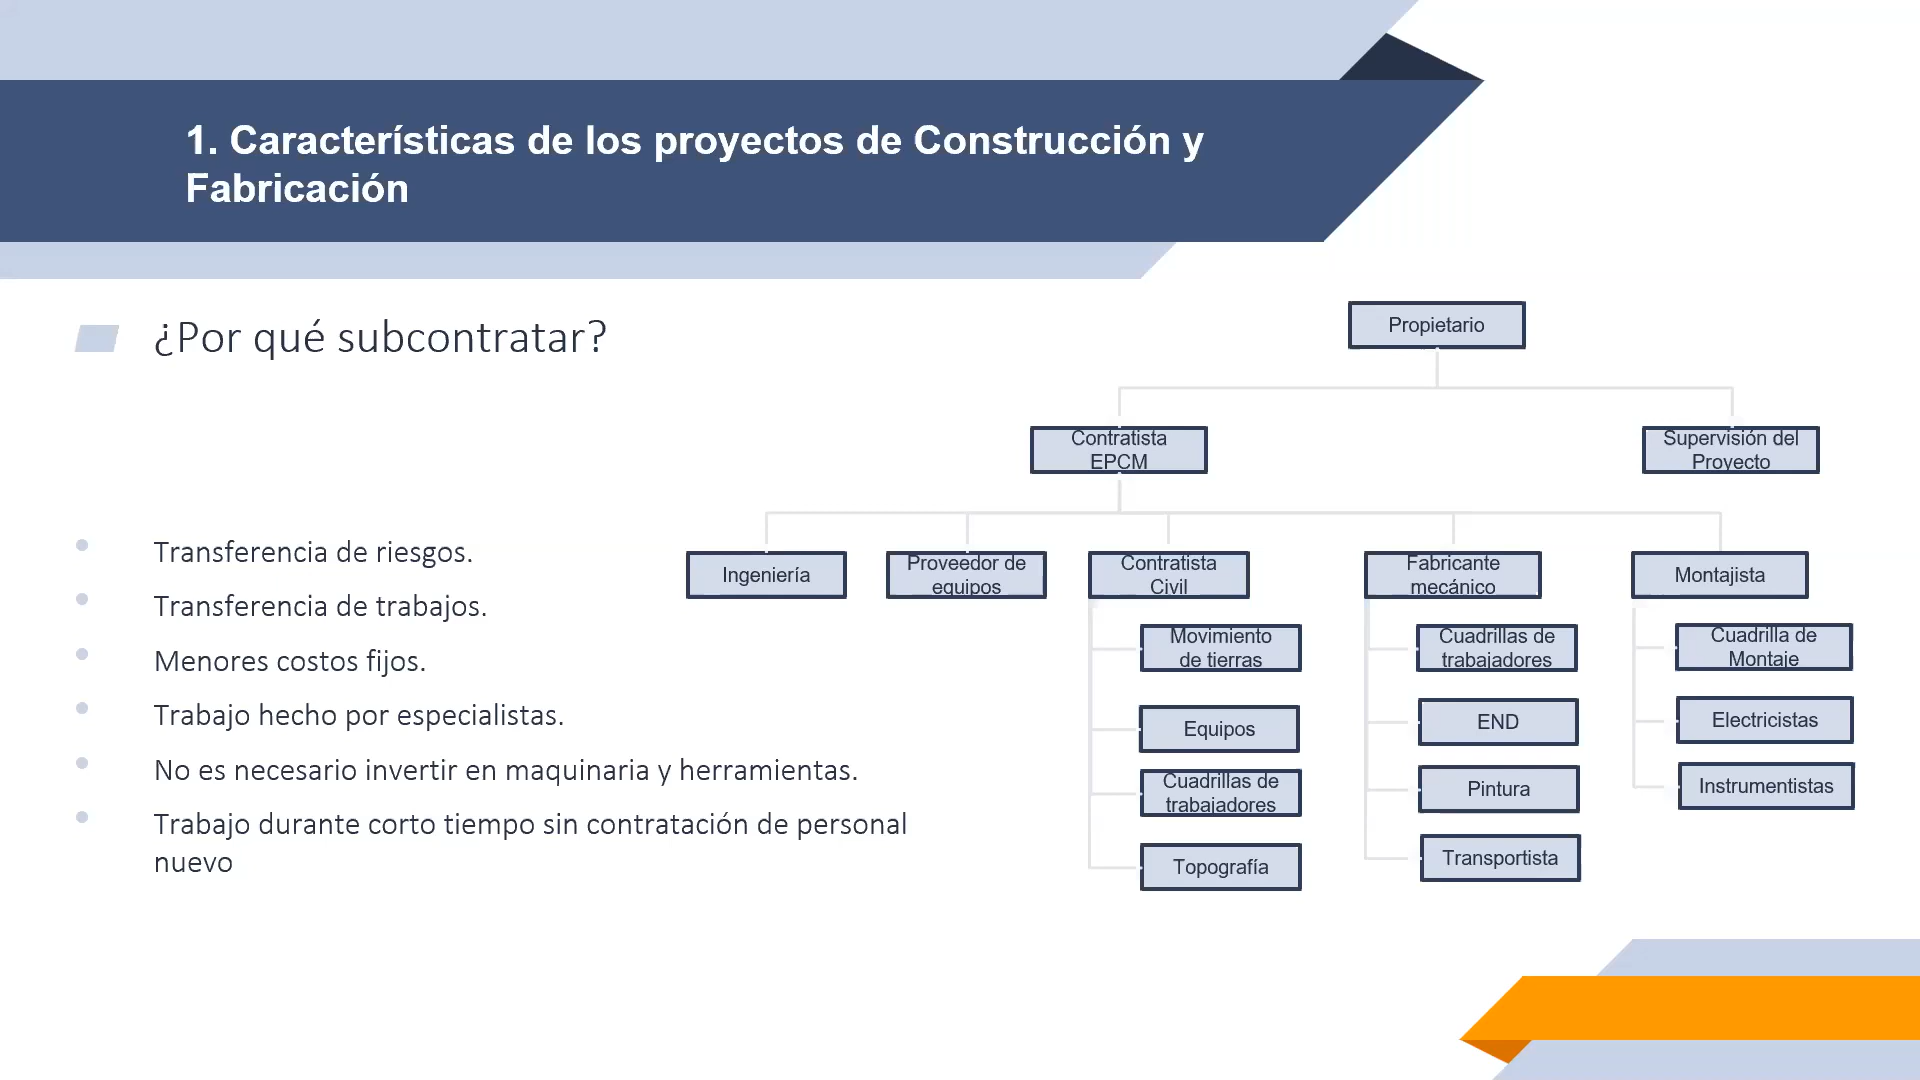 1. Características de los proyectos de Construcción y
Fabricación
¿Por qué subcontratar?
Transferencia de riesgos.
Transferencia de trabajos.
Menores costos fijos.
Trabajo hecho por especialistas.
No es necesario invertir en maquinaria y herramientas.
Trabajo durante corto tiempo sin contratación de personal
nuevo
Propietario
Contratista
EPCM
Supervisión del
Proyecto
Ingeniería
Proveedor de
equipos
Contratista
Civil
Fabricante
mecánico
Montajista
Movimiento
de tierras
Equipos
Cuadrillas de
trabajadores
Topografía
Cuadrillas de
trabajadores
END
Pintura
Transportista
Cuadrilla de
Montaje
Electricistas
Instrumentistas